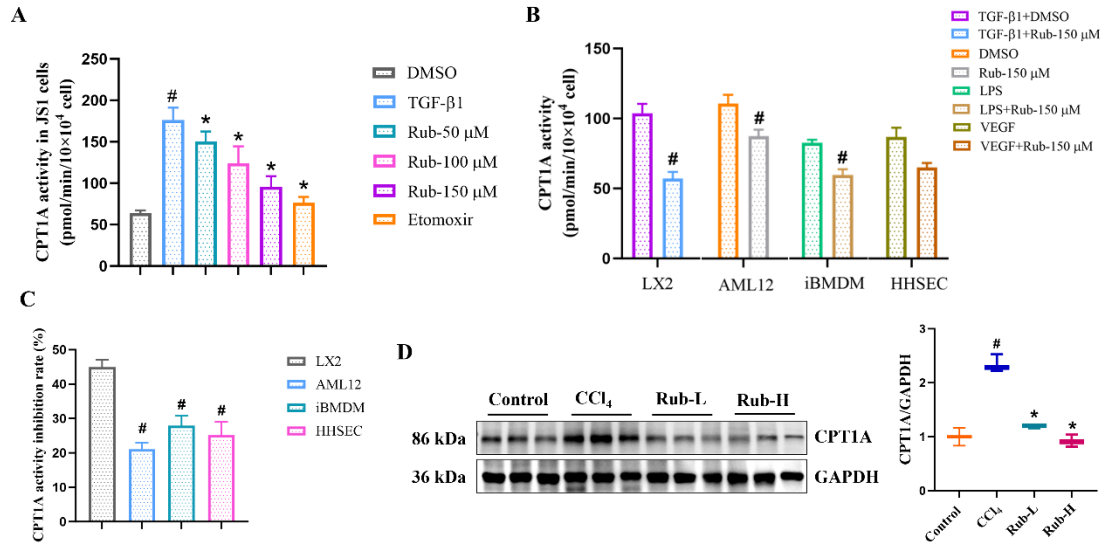 A
CPT1A activity in JS1 cells
(pmol/min/10×10⁴ cell)
250
200
150
100
50
0
#
*
*
*
*
DMSO
TGF-β1
Rub-50 μM
Rub-100 μM
Rub-150 μM
Etomoxir
B
CPT1A activity
(pmol/min/10×10⁴ cell)
150
100
50
0
#
#
#
LX2
AML12
iBMDM
HHSEC
TGF-β1+DMSO
TGF-β1+Rub-150 μM
DMSO
Rub-150 μM
LPS
LPS+Rub-150 μM
VEGF
VEGF+Rub-150 μM
C
CPT1A activity inhibition rate (%)
50
40
30
20
10
0
#
#
#
LX2
AML12
iBMDM
HHSEC
D
Control
CCl₄
Rub-L
Rub-H
86 kDa
CPT1A
36 kDa
GAPDH
CPT1A/GAPDH
3
2
1
0
#
*
*
Control
CCl₄
Rub-L
Rub-H